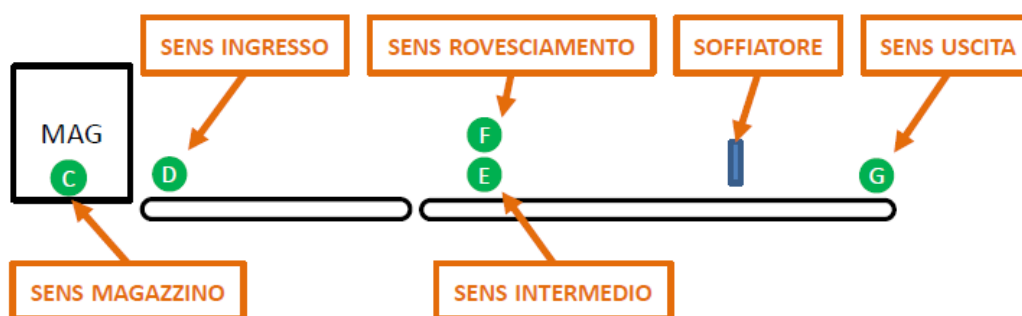 SENS INGRESSO
SENS ROVESCIAMENTO
SOFFIATORE
SENS USCITA
MAG
F
C
D
E
G
SENS MAGAZZINO
SENS INTERMEDIO